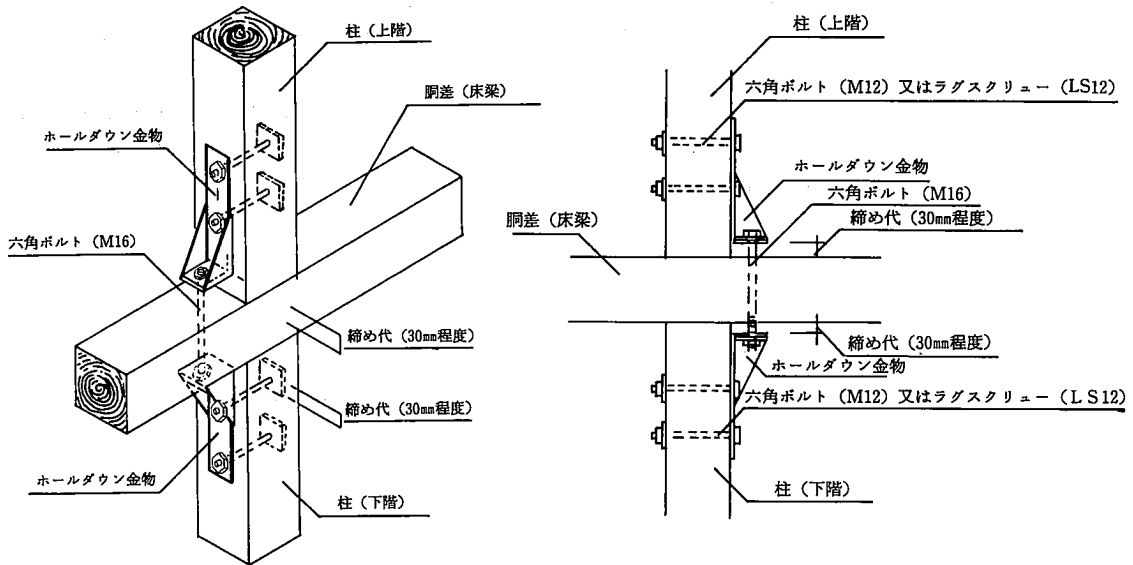 柱（上階）
胴差（床梁）
ホールダウン金物
六角ボルト（M16）
締め代（30㎜程度）
締め代（30㎜程度）
ホールダウン金物
柱（下階）
柱（上階）
六角ボルト（M12）又はラグスクリュー（LS12）
ホールダウン金物
六角ボルト（M16）
胴差（床梁）
締め代（30㎜程度）
締め代（30㎜程度）
ホールダウン金物
六角ボルト（M12）又はラグスクリュー（LS12）
柱（下階）